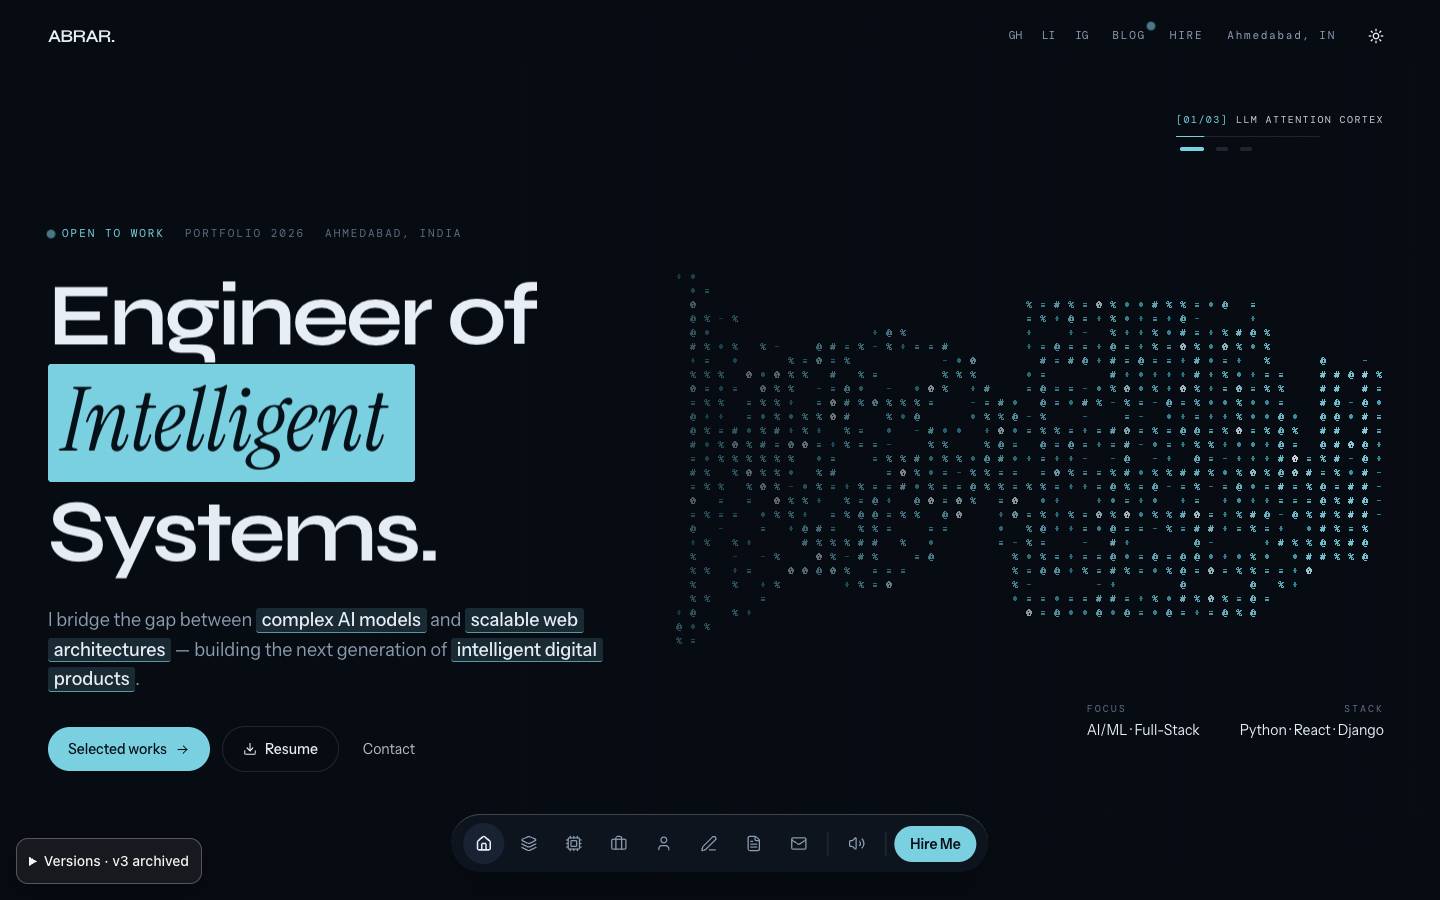 ABRAR.
GH LI IG BLOG HIRE Ahmedabad, IN
[01/03] LLM ATTENTION CORTEX
OPEN TO WORK PORTFOLIO 2026 AHMEDABAD, INDIA
Engineer of
Intelligent
Systems.
I bridge the gap between complex AI models and scalable web
architectures — building the next generation of intelligent digital
products.
FOCUS STACK
AI/ML · Full-Stack Python · React · Django
Selected works → Resume Contact
Hire Me
▶ Versions · v3 archived